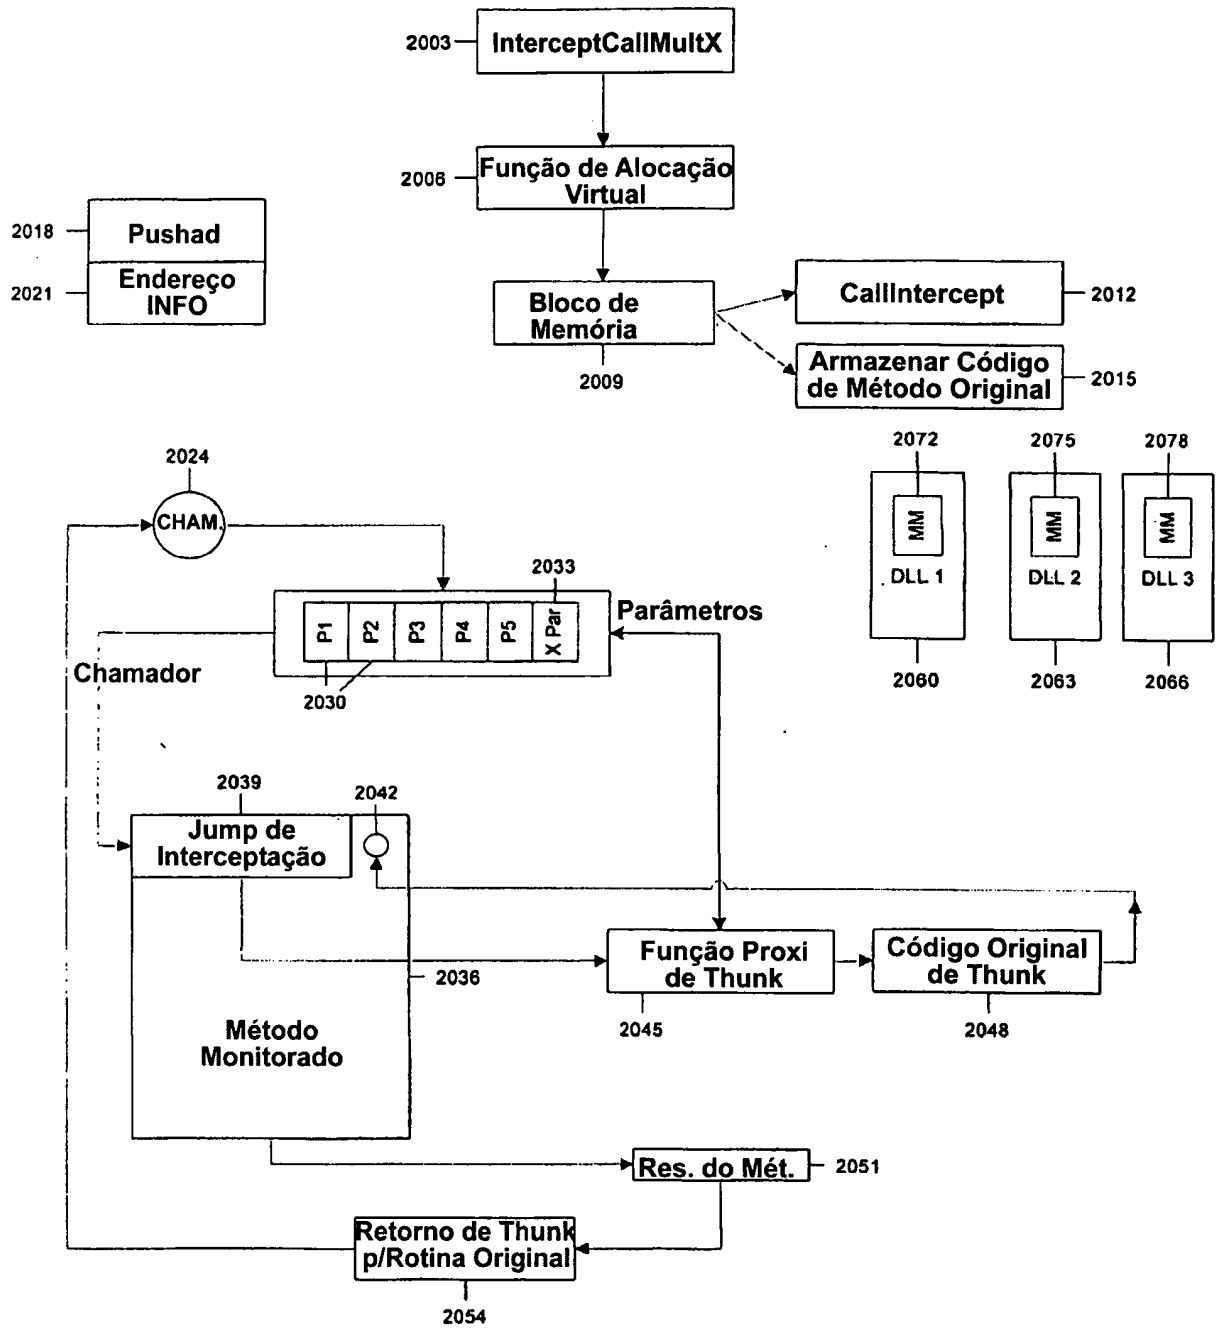 2003
InterceptCallMultX
2006
Função de Alocação
Virtual
2018
Pushad
2021
Endereço
INFO
Bloco de
Memória
2009
CallIntercept
2012
Armazenar Código
de Método Original
2015
2024
CHAM.
2072
2075
2078
MM
MM
MM
DLL 1
DLL 2
DLL 3
2060
2063
2066
2033
P1
P2
P3
P4
P5
X Par
Parâmetros
2030
Chamador
2039
2042
Jump de
Interceptação
2036
Método
Monitorado
Função Proxi
de Thunk
2045
Código Original
de Thunk
2048
Res. do Mét.
2051
Retorno de Thunk
p/Rotina Original
2054